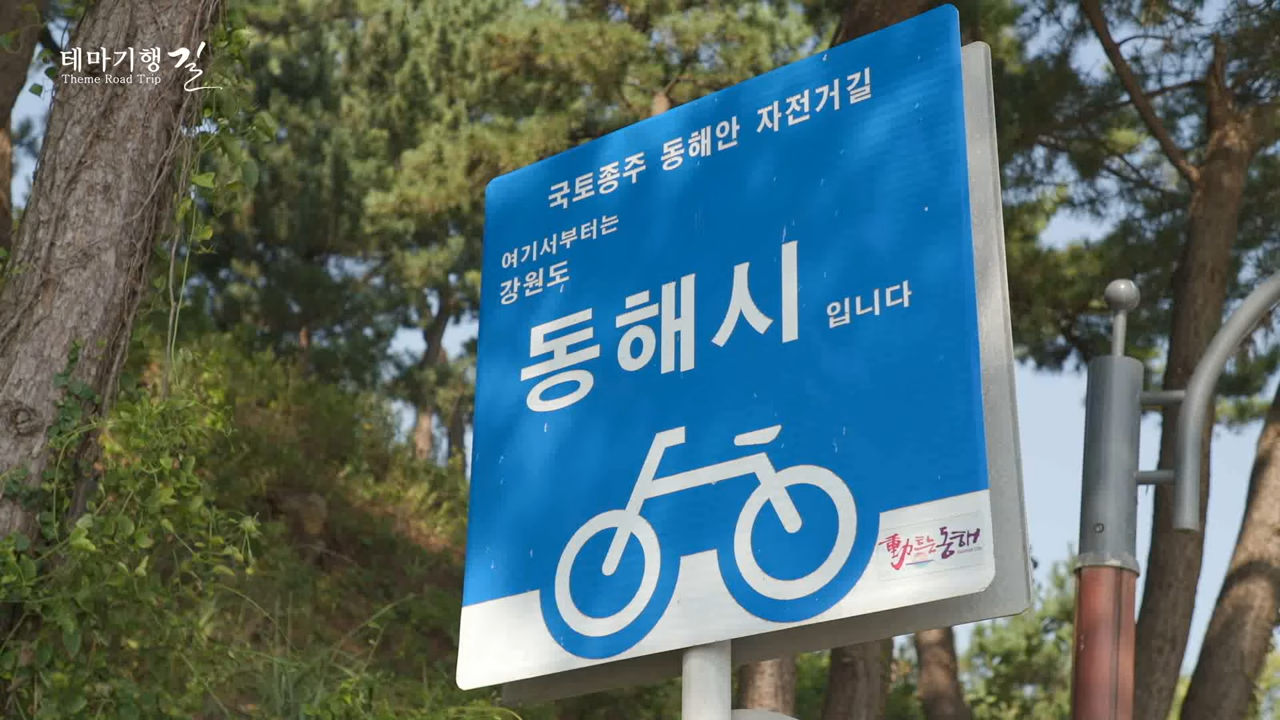 테마기행 길
Theme Road Trip
국토종주 동해안 자전거길
여기서부터는
강원도
동해시 입니다
動트는동해